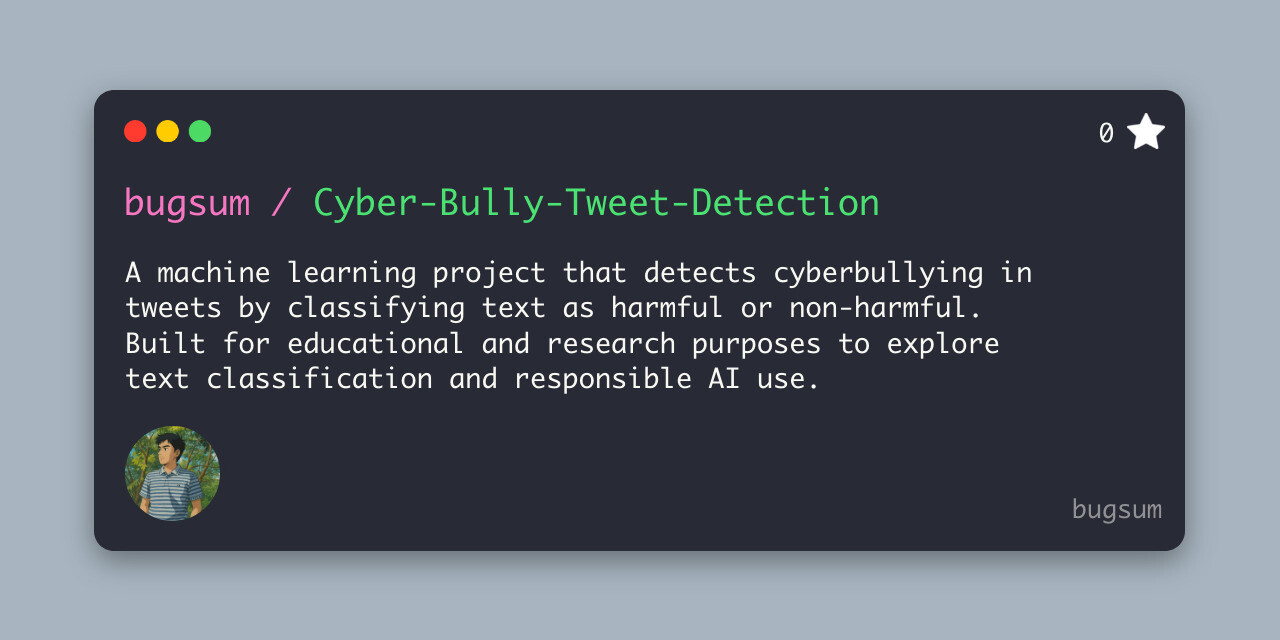 0
bugsum / Cyber-Bully-Tweet-Detection
A machine learning project that detects cyberbullying in
tweets by classifying text as harmful or non-harmful.
Built for educational and research purposes to explore
text classification and responsible AI use.
bugsum